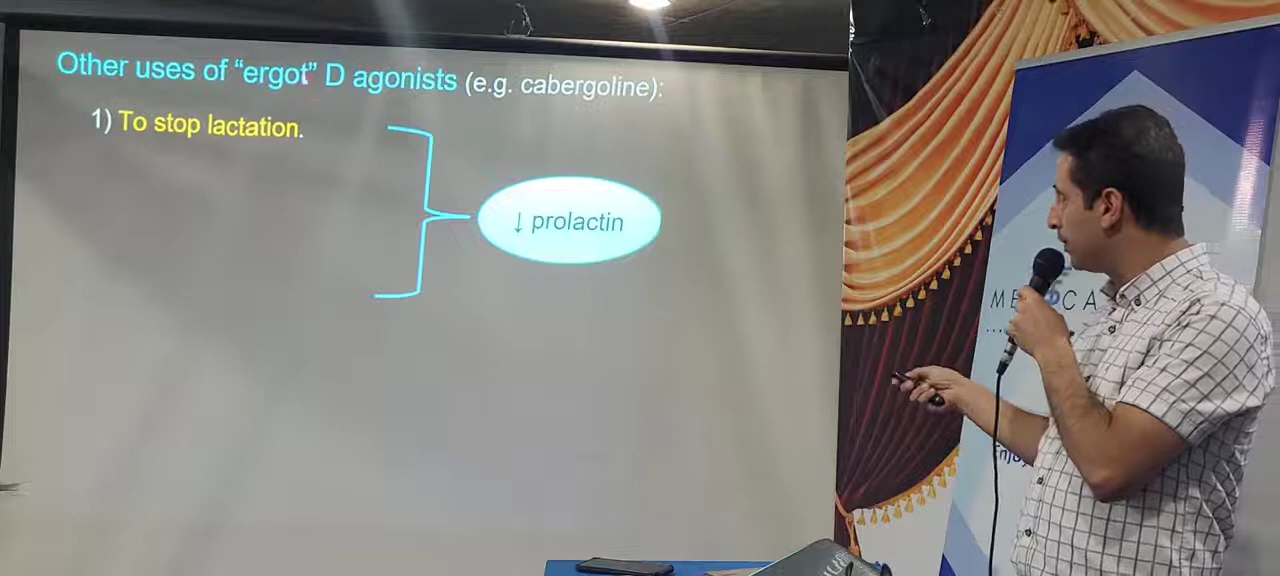 Other uses of “ergot” D agonists (e.g. cabergoline):
1) To stop lactation.
↓ prolactin